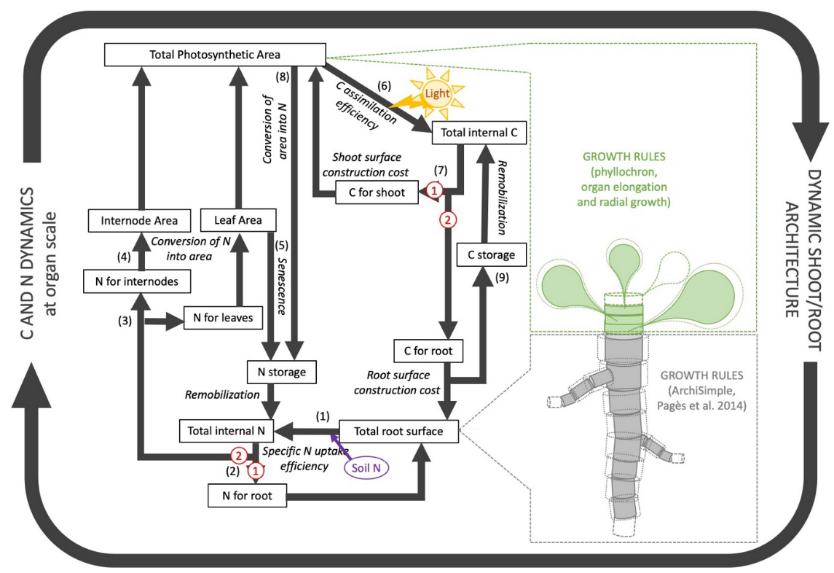 Total Photosynthetic Area
(8)
(6)
Light
C assimilation
efficiency
Conversion of
area into N
Total internal C
Shoot surface
construction cost
(7)
C for shoot
1
2
Remobilization
GROWTH RULES
(phyllochron,
organ elongation
and radial growth)
C AND N DYNAMICS
at organ scale
DYNAMIC SHOOT/ROOT
ARCHITECTURE
Internode Area
Leaf Area
(4)
Conversion of N
into area
(5)
Senescence
C storage
(9)
N for internodes
(3)
N for leaves
C for root
N storage
Root surface
construction cost
GROWTH RULES
(ArchiSimple,
Pagès et al. 2014)
Remobilization
(1)
Total internal N
Total root surface
2
(2)
1
Specific N uptake
efficiency
Soil N
N for root